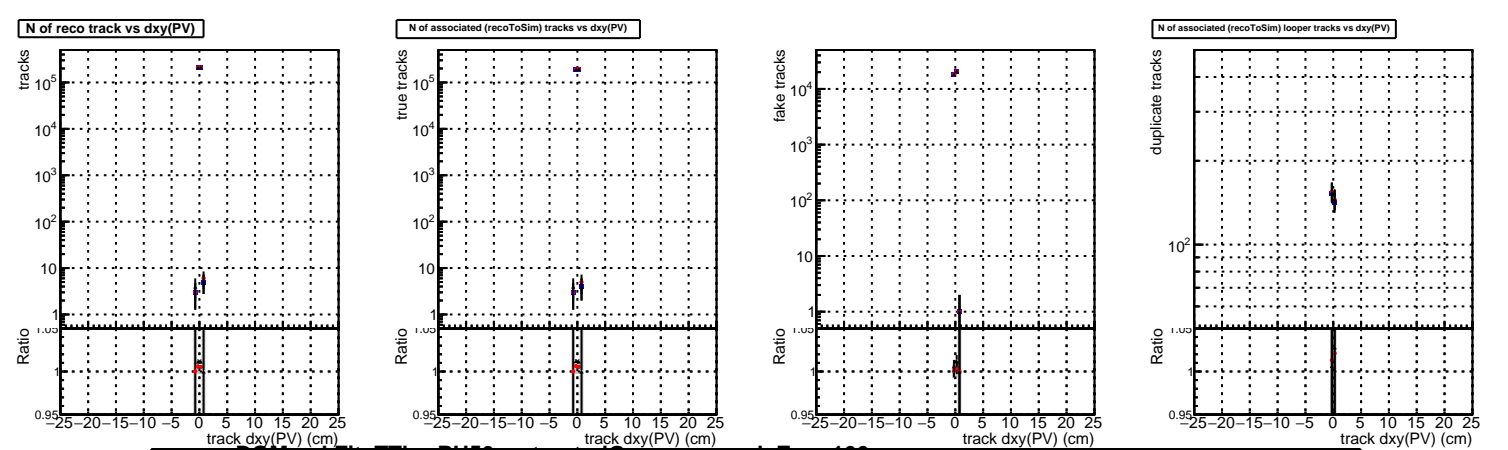 N of reco track vs dxy(PV)
tracks
10⁵
10⁴
10³
10²
10
1
Ratio
1.05
1
0.95
−25 −20 −15 −10 −5 0 5 10 15 20 25
track dxy(PV) (cm)
N of associated (recoToSim) tracks vs dxy(PV)
true tracks
10⁵
10⁴
10³
10²
10
1
Ratio
1.05
1
0.95
−25 −20 −15 −10 −5 0 5 10 15 20 25
track dxy(PV) (cm)
fake tracks
10⁴
10³
10²
10
1
Ratio
1.05
1
0.95
−25 −20 −15 −10 −5 0 5 10 15 20 25
track dxy(PV) (cm)
N of associated (recoToSim) looper tracks vs dxy(PV)
duplicate tracks
10²
Ratio
1.05
1
0.95
−25 −20 −15 −10 −5 0 5 10 15 20 25
track dxy(PV) (cm)